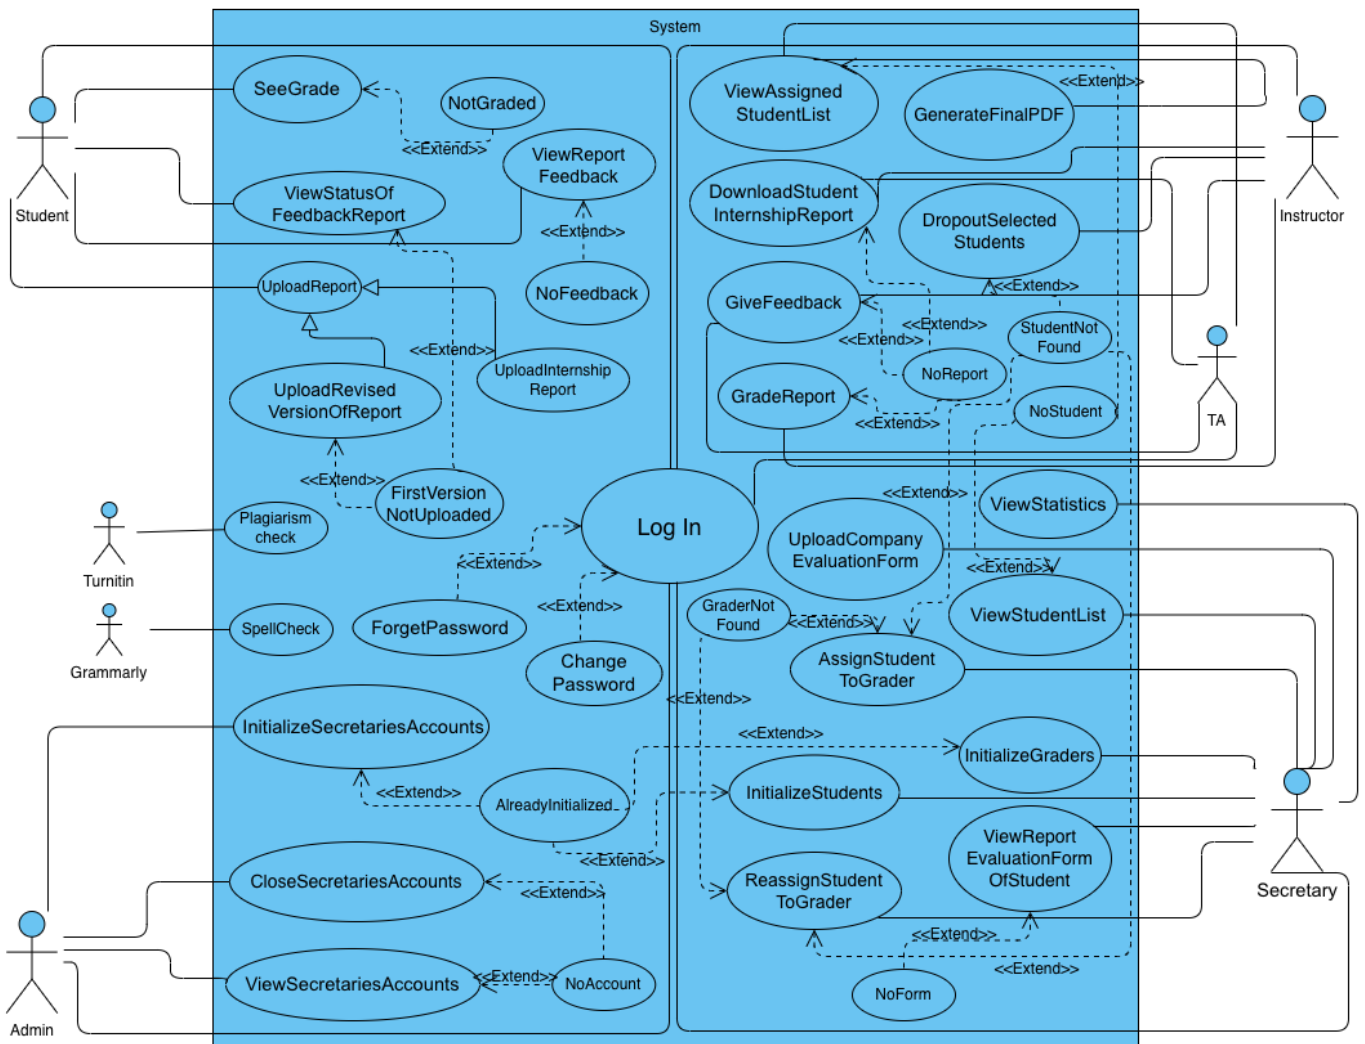 System
SeeGrade
NotGraded
<<Extend>>
ViewReport
Feedback
ViewStatusOf
FeedbackReport
<<Extend>>
NoFeedback
UploadReport
<<Extend>>
UploadInternship
Report
UploadRevised
VersionOfReport
<<Extend>>
FirstVersion
NotUploaded
Student
Plagiarism
check
Turnitin
SpellCheck
Grammarly
Log In
<<Extend>>
ForgetPassword
<<Extend>>
Change
Password
InitializeSecretariesAccounts
<<Extend>>
AlreadyInitialized
<<Extend>>
<<Extend>>
CloseSecretariesAccounts
<<Extend>>
ViewSecretariesAccounts
<<Extend>>
NoAccount
Admin
ViewAssigned
StudentList
<<Extend>>
GenerateFinalPDF
DownloadStudent
InternshipReport
DropoutSelected
Students
Instructor
GiveFeedback
<<Extend>>
<<Extend>>
<<Extend>>
StudentNot
Found
NoReport
GradeReport
<<Extend>>
NoStudent
TA
<<Extend>>
ViewStatistics
UploadCompany
EvaluationForm
<<Extend>>
ViewStudentList
GraderNot
Found
<<Extend>>
AssignStudent
ToGrader
<<Extend>>
InitializeGraders
InitializeStudents
ViewReport
EvaluationForm
OfStudent
ReassignStudent
ToGrader
<<Extend>>
<<Extend>>
NoForm
Secretary